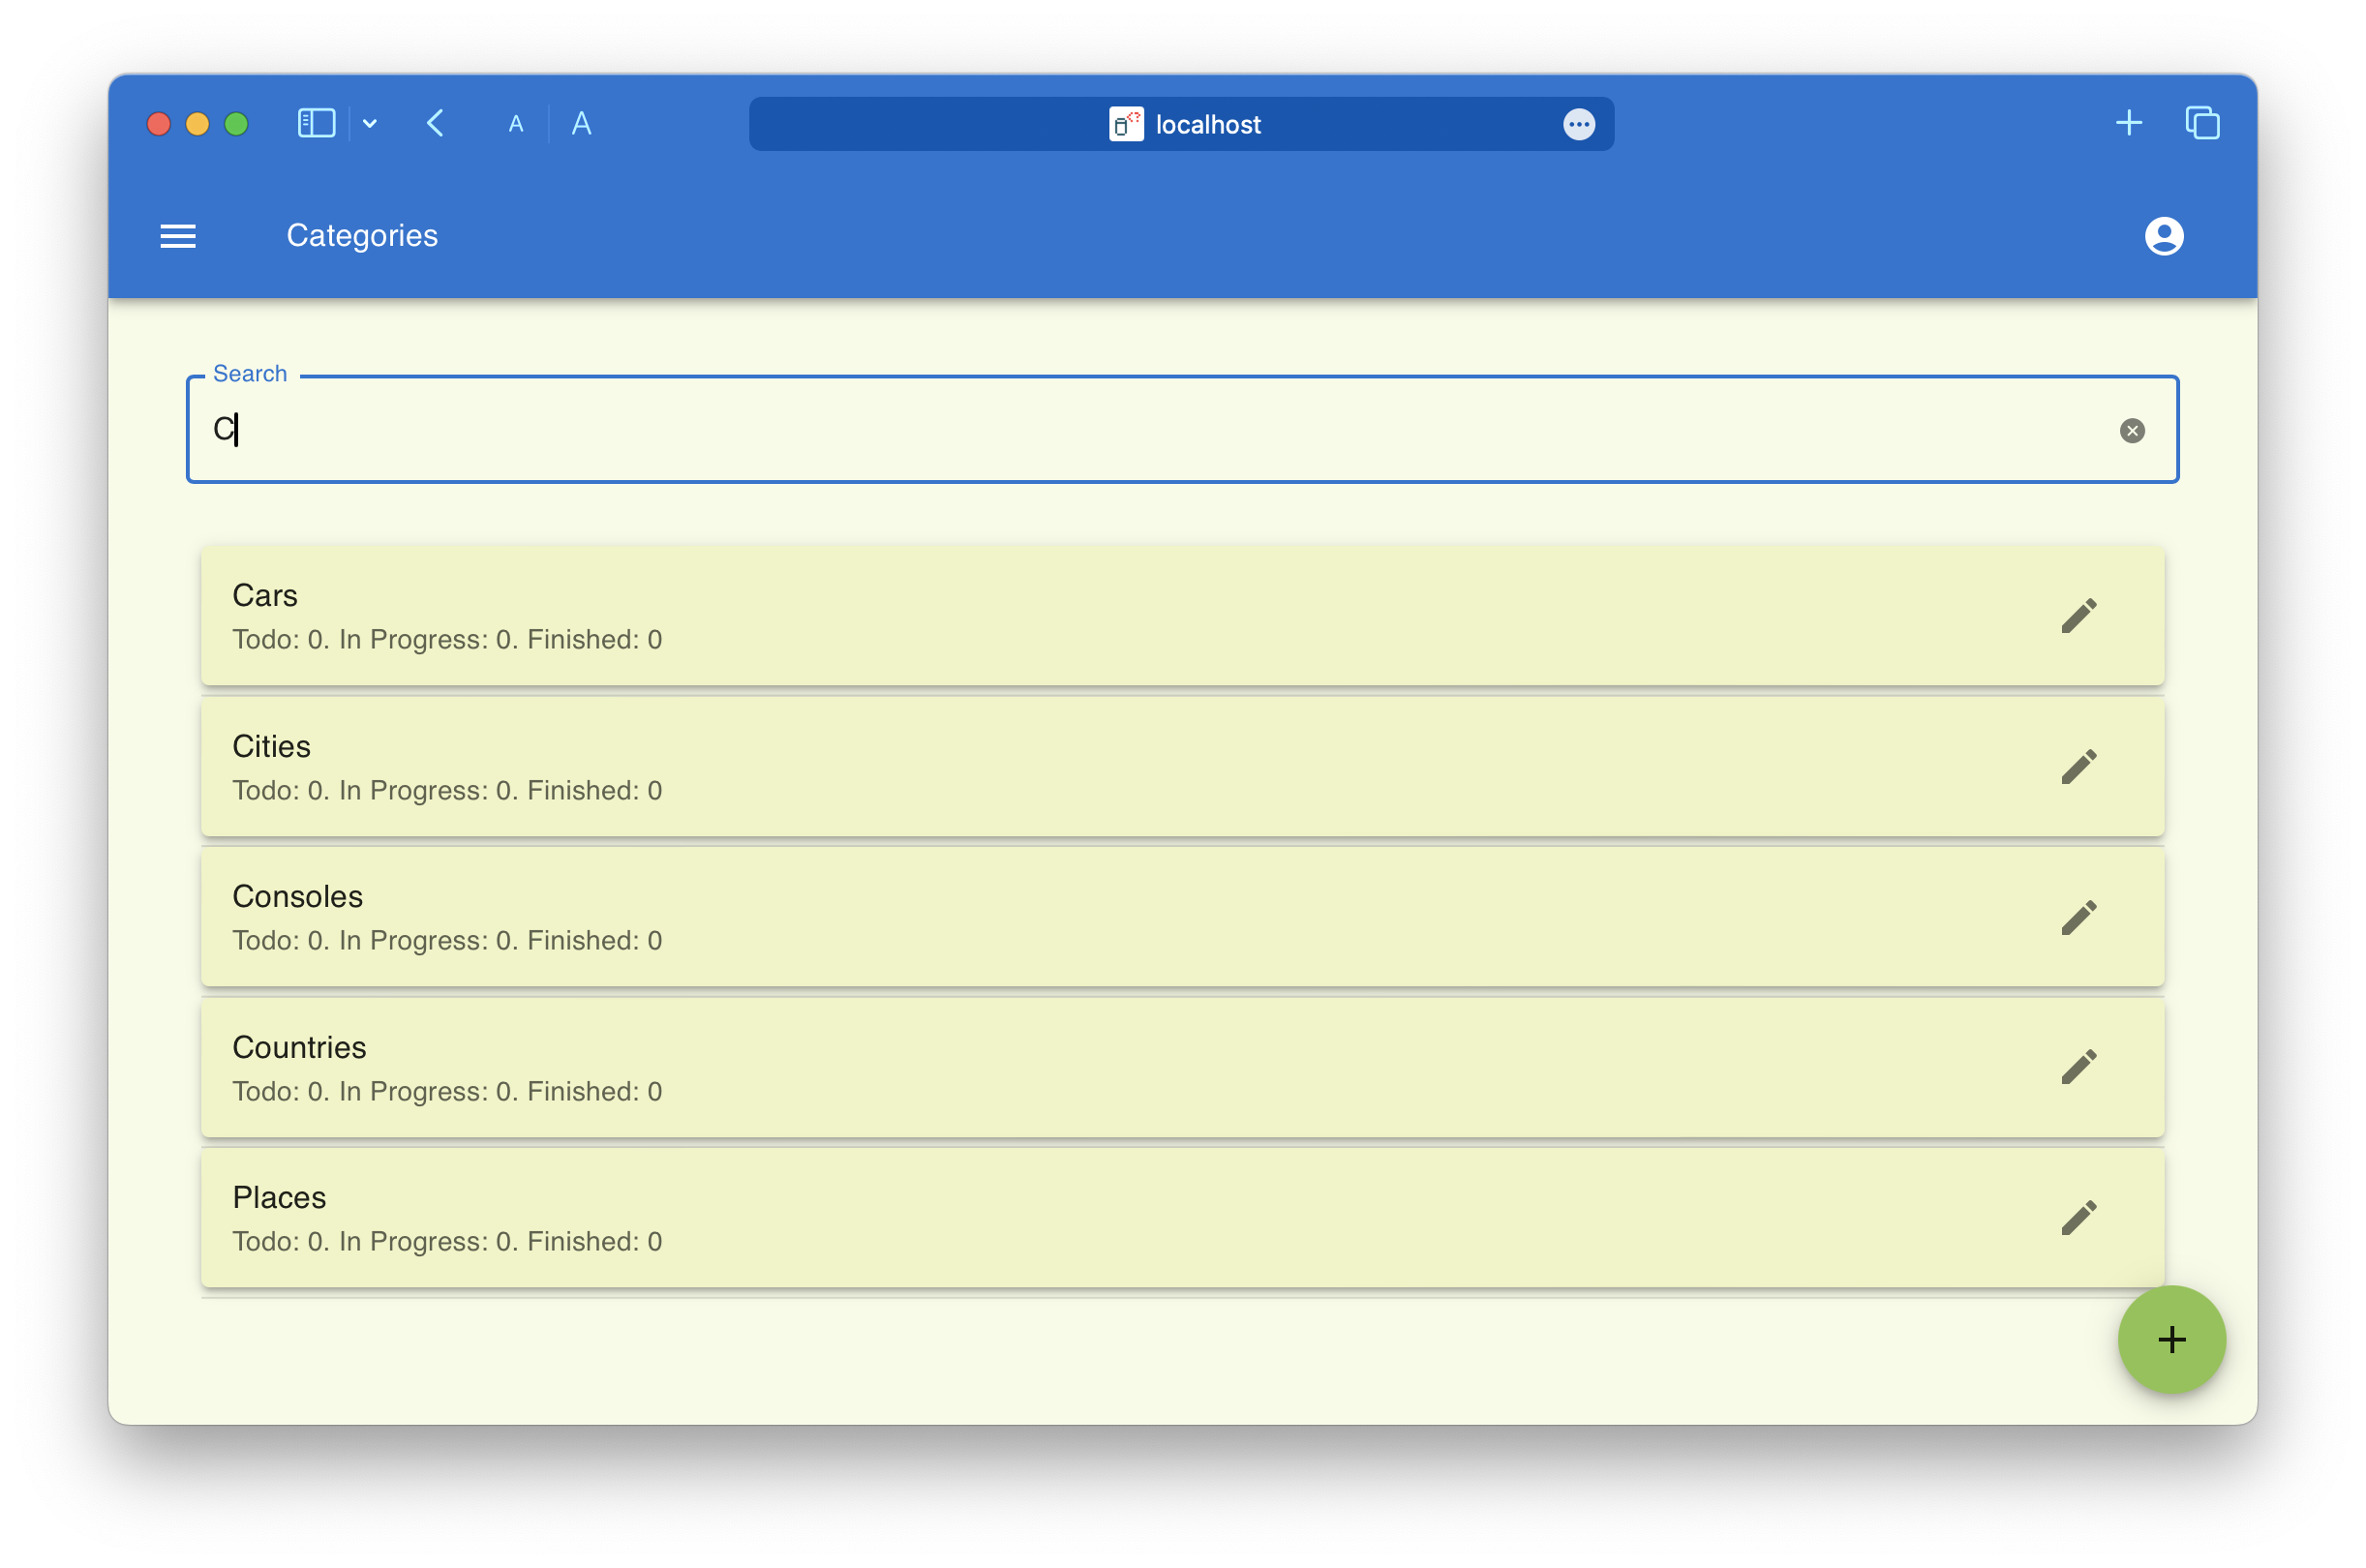 A A localhost
Categories
Search
C
Cars
Todo: 0. In Progress: 0. Finished: 0
Cities
Todo: 0. In Progress: 0. Finished: 0
Consoles
Todo: 0. In Progress: 0. Finished: 0
Countries
Todo: 0. In Progress: 0. Finished: 0
Places
Todo: 0. In Progress: 0. Finished: 0